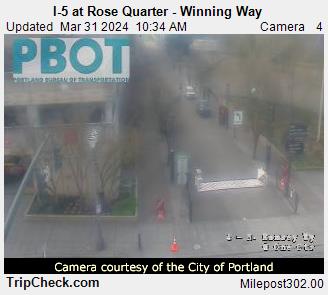 I-5 at Rose Quarter - Winning Way
Updated Mar 31 2024 10:34 AM Camera 4
PBOT
PORTLAND BUREAU OF TRANSPORTATION
Camera courtesy of the City of Portland
TripCheck.com Milepost302.00